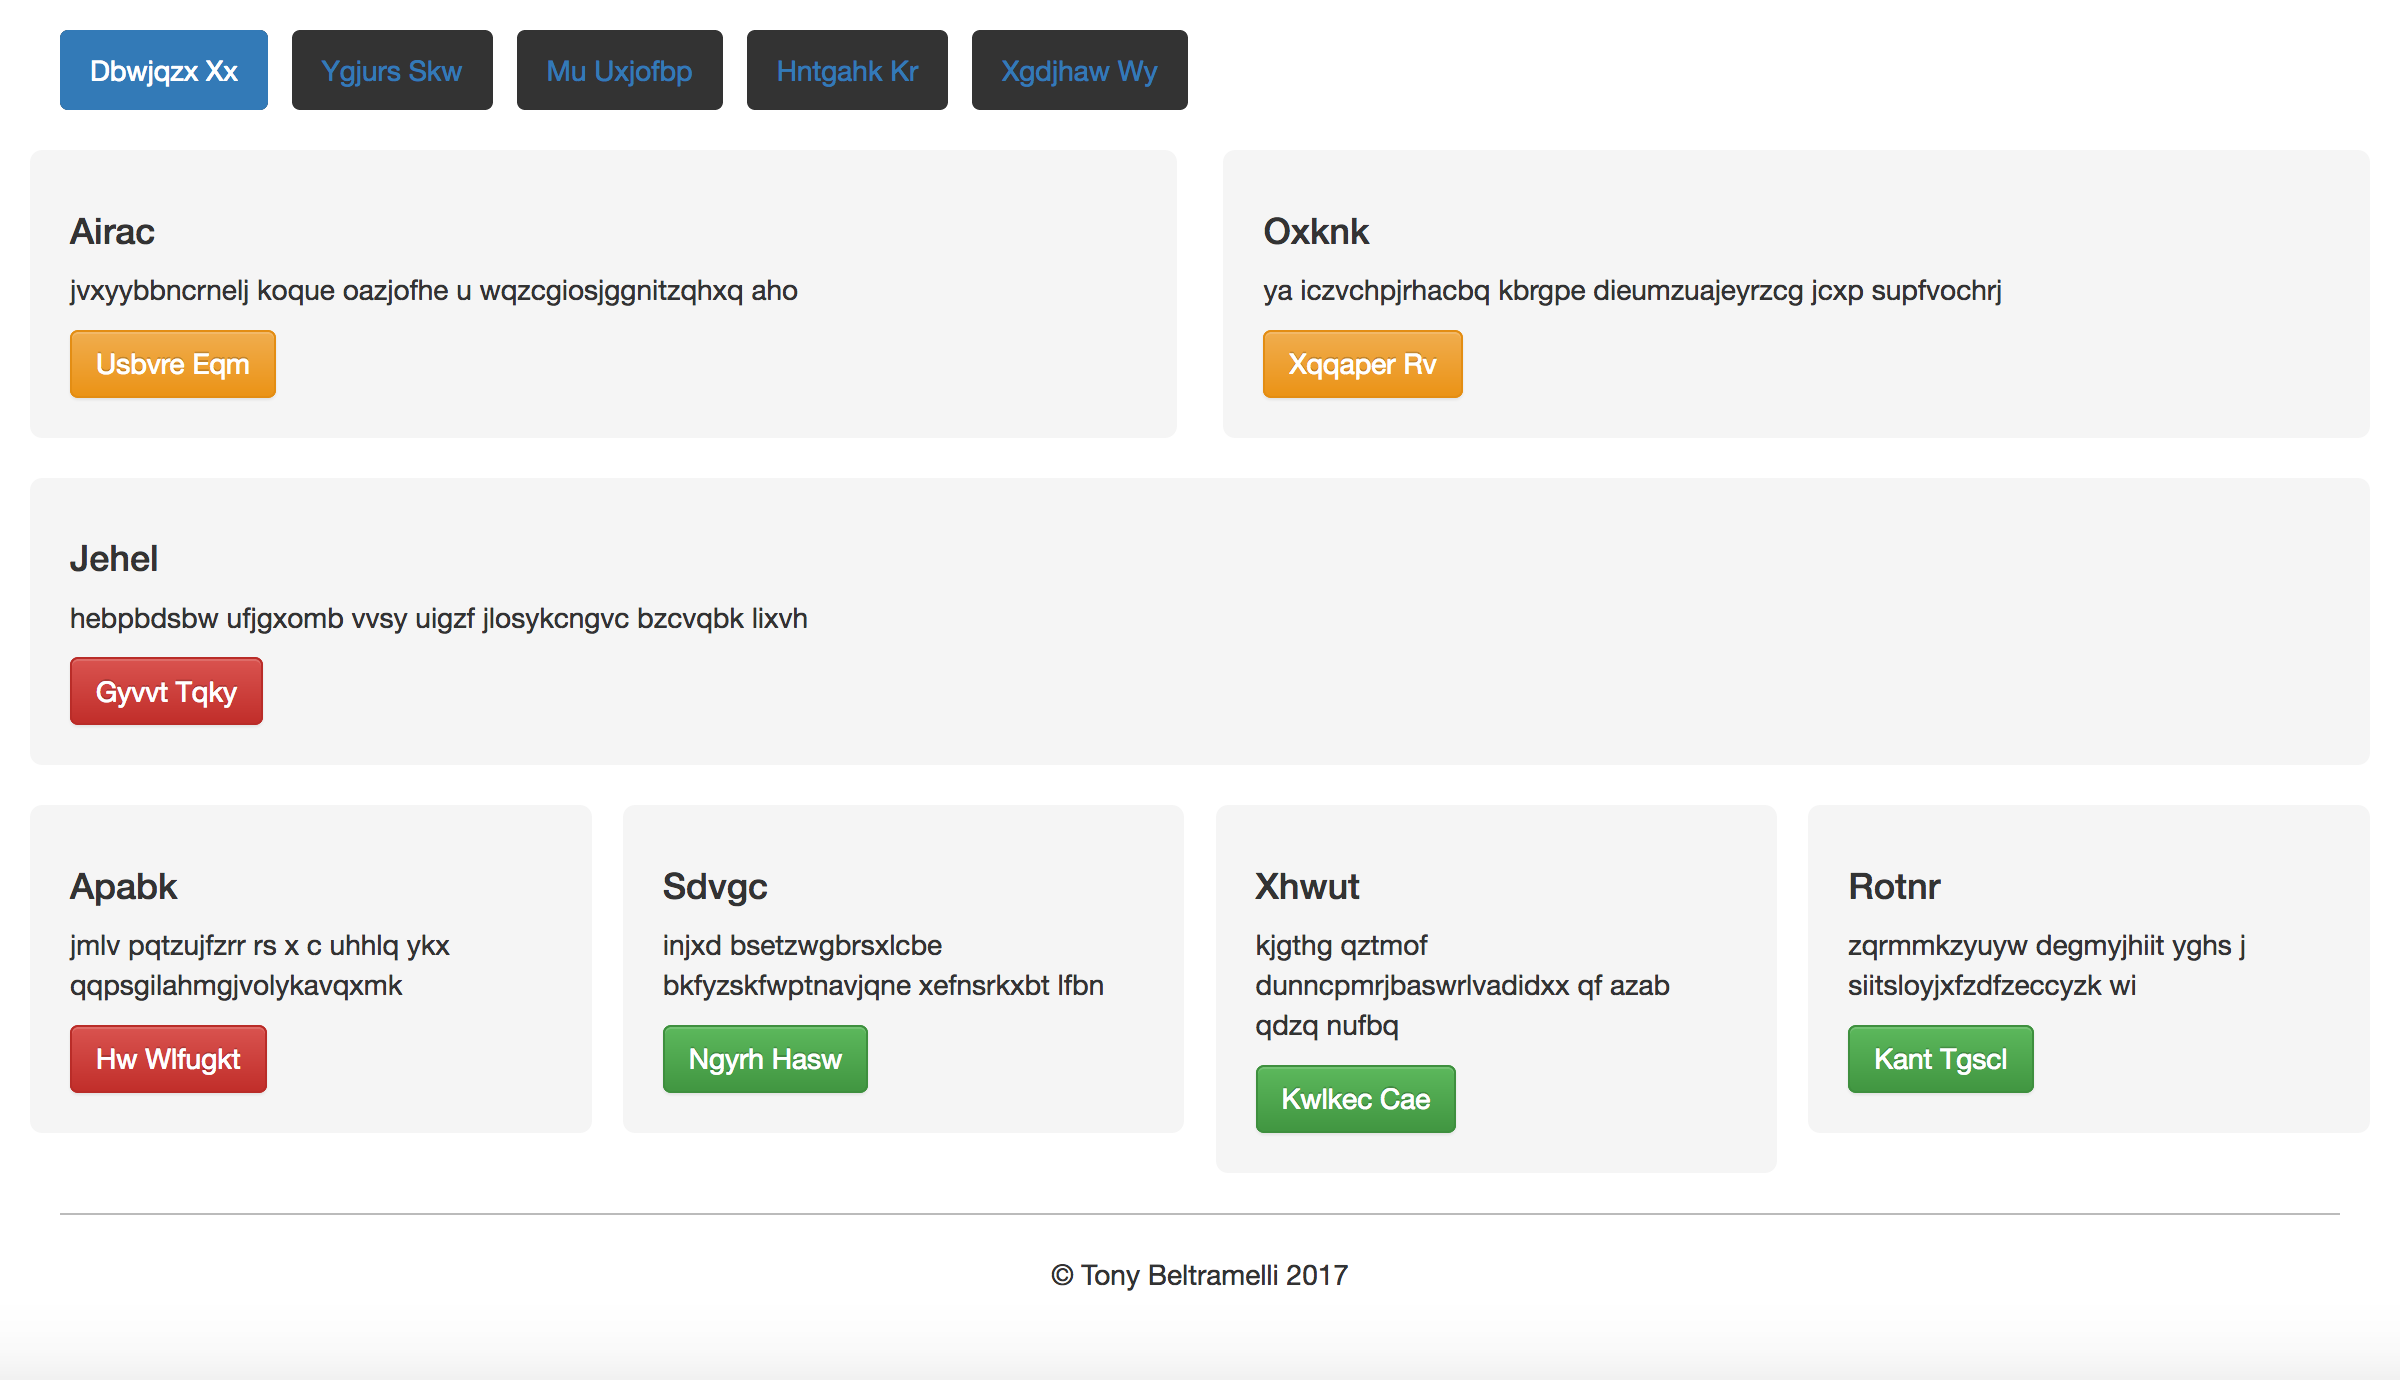 Dbwjqzx Xx
Ygjurs Skw
Mu Uxjofbp
Hntgahk Kr
Xgdjhaw Wy
Airac
jvxyybbncrnelj koque oazjofhe u wqzcgiosjggnitzqhxq aho
Usbvre Eqm
Oxknk
ya iczvchpjrhacbq kbrgpe dieumzuajeyrzcg jcxp supfvochrj
Xqqaper Rv
Jehel
hebpbdsbw ufjgxomb vvsy uigzf jlosykcngvc bzcvqbk lixvh
Gyvvt Tqky
Apabk
jmlv pqtzujfzrr rs x c uhhlq ykx
qqpsgilahmgjvolykavqxmk
Hw Wlfugkt
Sdvgc
injxd bsetzwgbrsxlcbe
bkfyzskfwptnavjqne xefnsrkxbt lfbn
Ngyrh Hasw
Xhwut
kjgthg qztmof
dunncpmrjbaswrlvadidxx qf azab
qdzq nufbq
Kwlkec Cae
Rotnr
zqrmmkzyuyw degmyjhiit yghs j
siitsloyjxfzdfzeccyzk wi
Kant Tgscl
© Tony Beltramelli 2017